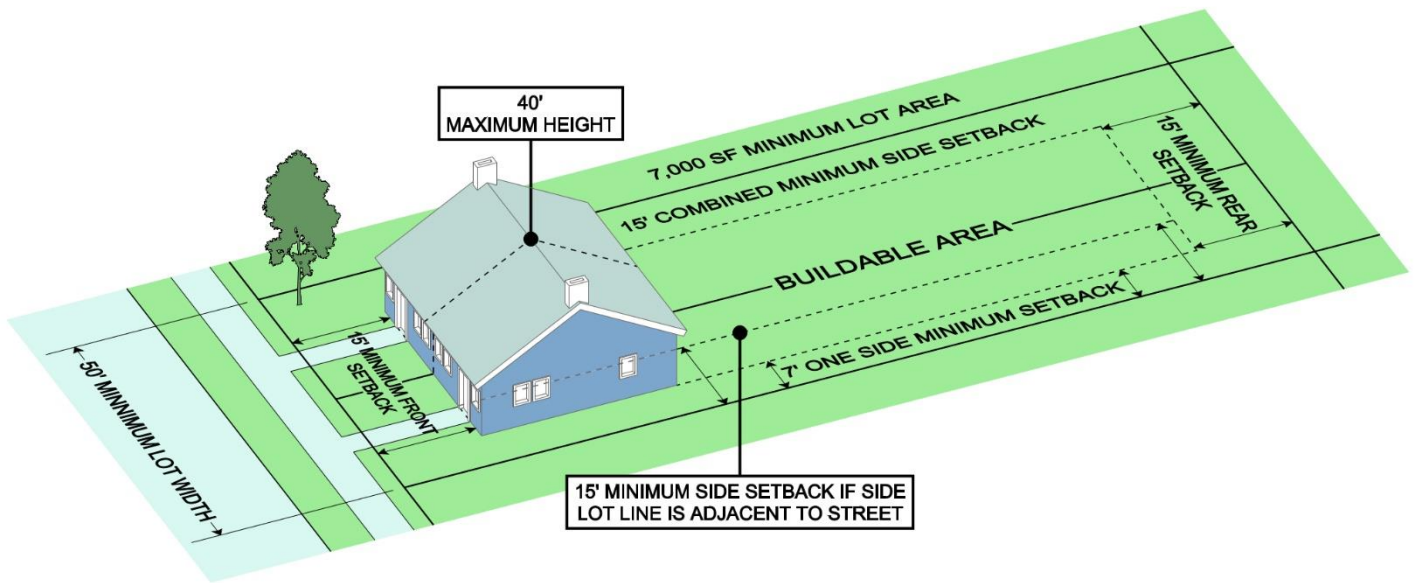 40'
MAXIMUM HEIGHT
7,000 SF MINIMUM LOT AREA
15' COMBINED MINIMUM SIDE SETBACK
15' MINIMUM REAR
SETBACK
BUILDABLE AREA
7' ONE SIDE MINIMUM SETBACK
15' MINIMUM FRONT
SETBACK
50' MINNIMUM LOT WIDTH
15' MINIMUM SIDE SETBACK IF SIDE
LOT LINE IS ADJACENT TO STREET